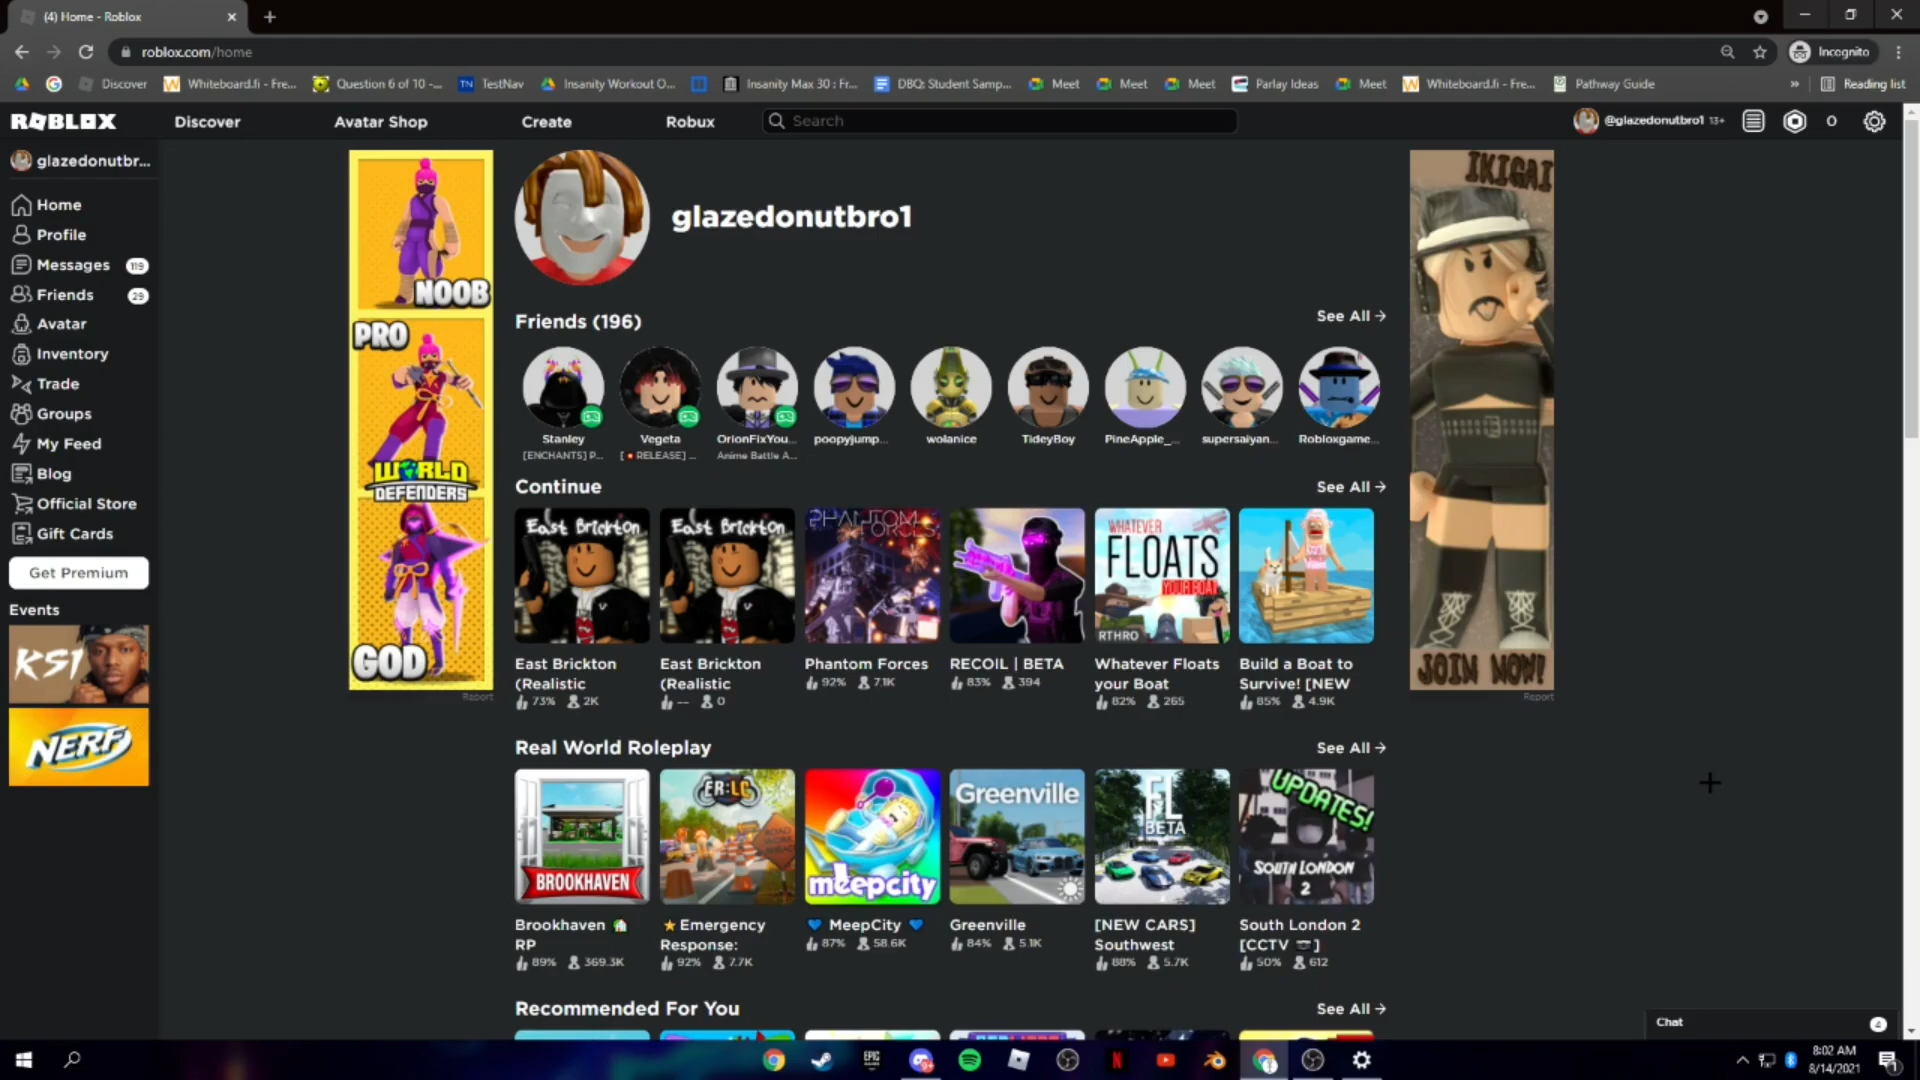 (4) Home - Roblox
roblox.com/home
Incognito
Discover
Whiteboard.fi - Fre...
Question 6 of 10 -...
TN TestNav
Insanity Workout O...
Insanity Max 30 : Fr...
DBQ: Student Samp...
Meet
Meet
Meet
Parlay Ideas
Meet
Whiteboard.fi - Fre...
Pathway Guide
»
Reading list
ROBLOX
Discover
Avatar Shop
Create
Robux
Search
@glazedonutbro1 13+
0
glazedonutbr...
Home
Profile
Messages 119
Friends 29
Avatar
Inventory
Trade
Groups
My Feed
Blog
Official Store
Gift Cards
Get Premium
Events
KSI
NERF
NOOB
PRO
WORLD
DEFENDERS
GOD
Report
glazedonutbro1
Friends (196)
See All →
Stanley
[ENCHANTS] P...
Vegeta
[ RELEASE] ...
OrionFixYou...
Anime Battle A...
poopyjump...
wolanice
TideyBoy
PineApple_...
supersaiyan...
Robloxgame...
Continue
See All →
East Brickton
East Brickton
PHANTOM
FORCES
WHATEVER
FLOATS
YOUR BOAT
RTHRO
East Brickton
(Realistic
73% 2K
East Brickton
(Realistic
-- 0
Phantom Forces
92% 7.1K
RECOIL | BETA
83% 394
Whatever Floats
your Boat
82% 265
Build a Boat to
Survive! [NEW
85% 4.9K
Real World Roleplay
See All →
BROOKHAVEN
ER:LC
meepcity
Greenville
FL
BETA
UPDATES!
SOUTH LONDON
2
Brookhaven
RP
89% 369.3K
Emergency
Response:
92% 7.7K
MeepCity
87% 58.6K
Greenville
84% 5.1K
[NEW CARS]
Southwest
88% 5.7K
South London 2
[CCTV ]
50% 612
Recommended For You
See All →
IKIGAI
JOIN NOW!
Report
Chat 4
EPIC
8:02 AM
8/14/2021